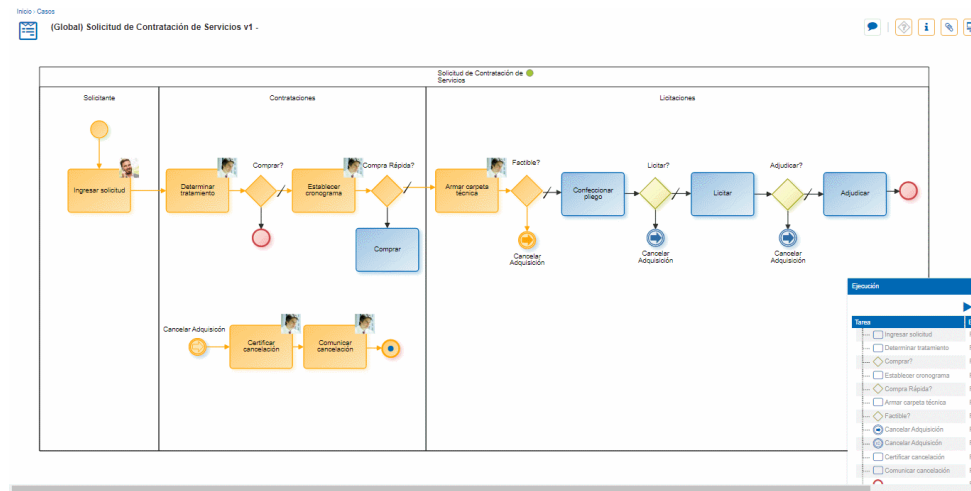 Inicio › Casos
(Global) Solicitud de Contratación de Servicios v1 -
Solicitud de Contratación de
Servicios
Solicitante
Contrataciones
Licitaciones
Ingresar solicitud
Determinar
tratamiento
Comprar?
Establecer
cronograma
Compra Rápida?
Comprar
Armar carpeta
técnica
Factible?
Cancelar
Adquisición
Confeccionar
pliego
Licitar?
Cancelar
Adquisición
Licitar
Adjudicar?
Cancelar
Adquisición
Adjudicar
Cancelar Adquisicón
Certificar
cancelación
Comunicar
cancelación
Ejecución
Tarea
Ingresar solicitud
Determinar tratamiento
Comprar?
Establecer cronograma
Compra Rápida?
Armar carpeta técnica
Factible?
Cancelar Adquisición
Cancelar Adquisicón
Certificar cancelación
Comunicar cancelación